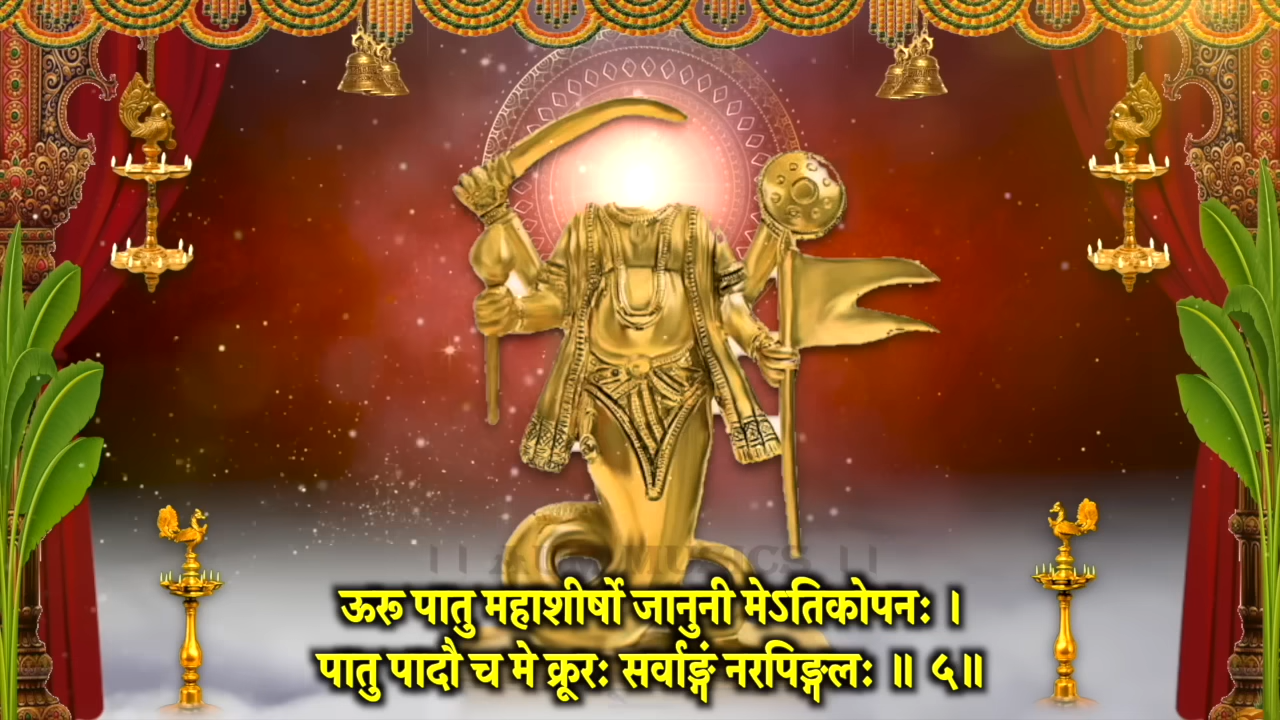 ऊरू पातु महाशीर्षो जानुनी मेऽतिकोपनः ।
पातु पादौ च मे क्रूरः सर्वाङ्गं नरपिङ्गलः ॥ ५॥